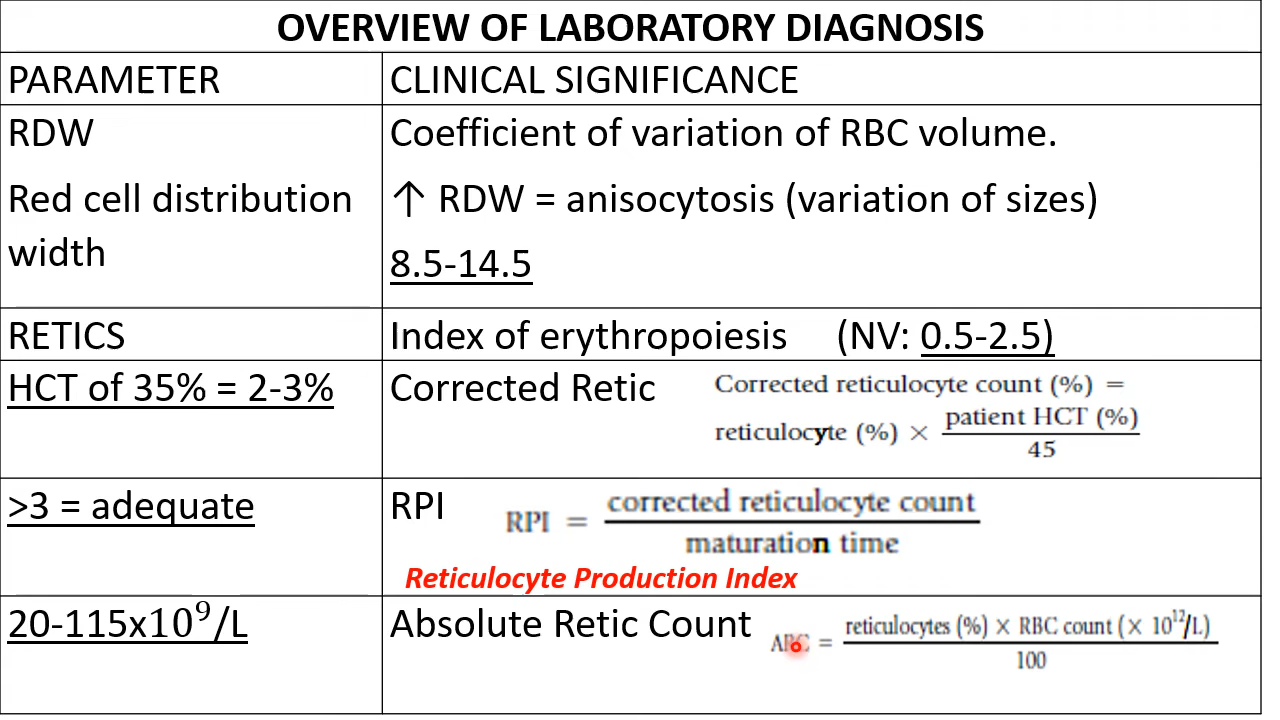 OVERVIEW OF LABORATORY DIAGNOSIS
PARAMETER
CLINICAL SIGNIFICANCE
RDW
Red cell distribution
width
Coefficient of variation of RBC volume.
↑ RDW = anisocytosis (variation of sizes)
8.5-14.5
RETICS
Index of erythropoiesis (NV: 0.5-2.5)
HCT of 35% = 2-3%
Corrected Retic
Corrected reticulocyte count (%) =
reticulocyte (%) × patient HCT (%)
45
>3 = adequate
RPI
RPI = corrected reticulocyte count
maturation time
Reticulocyte Production Index
20-115x10⁹/L
Absolute Retic Count
= reticulocytes (%) × RBC count (× 10¹²/L)
100